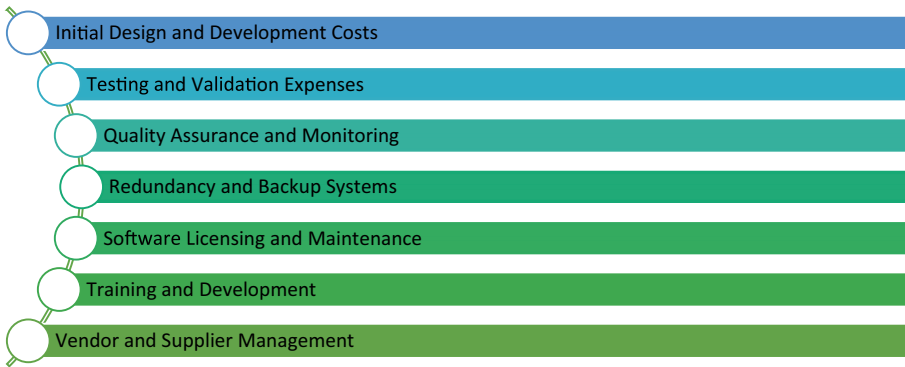 Initial Design and Development Costs
Testing and Validation Expenses
Quality Assurance and Monitoring
Redundancy and Backup Systems
Software Licensing and Maintenance
Training and Development
Vendor and Supplier Management